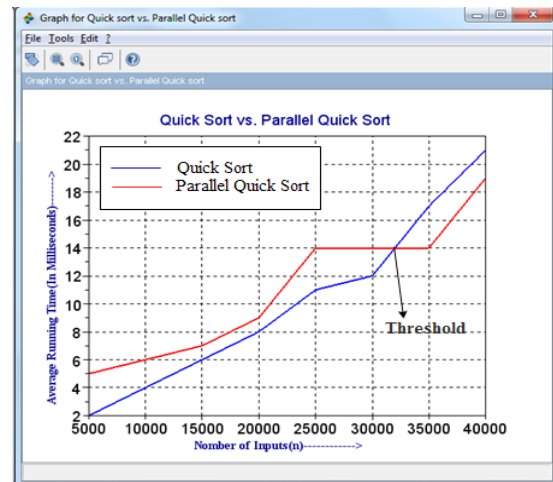 Graph for Quick sort vs. Parallel Quick sort
File Tools Edit ?
Graph for Quick sort vs. Parallel Quick sort
Quick Sort vs. Parallel Quick Sort
Average Running Time(In Milliseconds)------>
22
20
18
16
14
12
10
8
6
4
2
Quick Sort
Parallel Quick Sort
Threshold
5000 10000 15000 20000 25000 30000 35000 40000
Nomber of Inputs(n)------------>